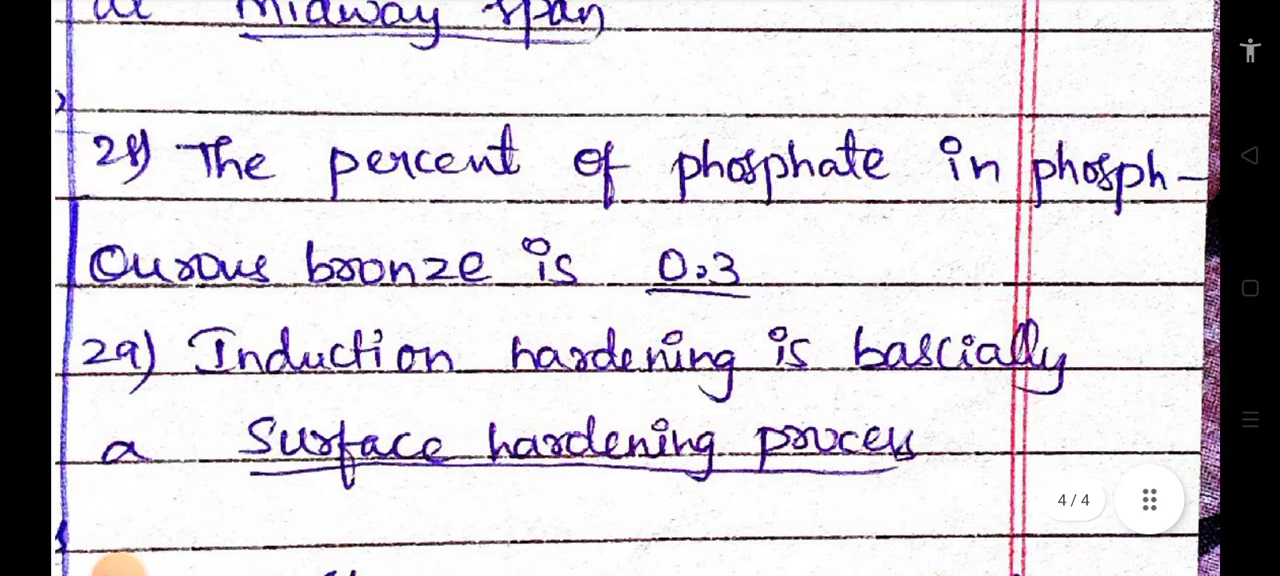 at midway span
28) The percent of phosphate in phosph-
ourous bronze is 0.3
29) Induction hardening is bascially
a Surface hardening process
4 / 4